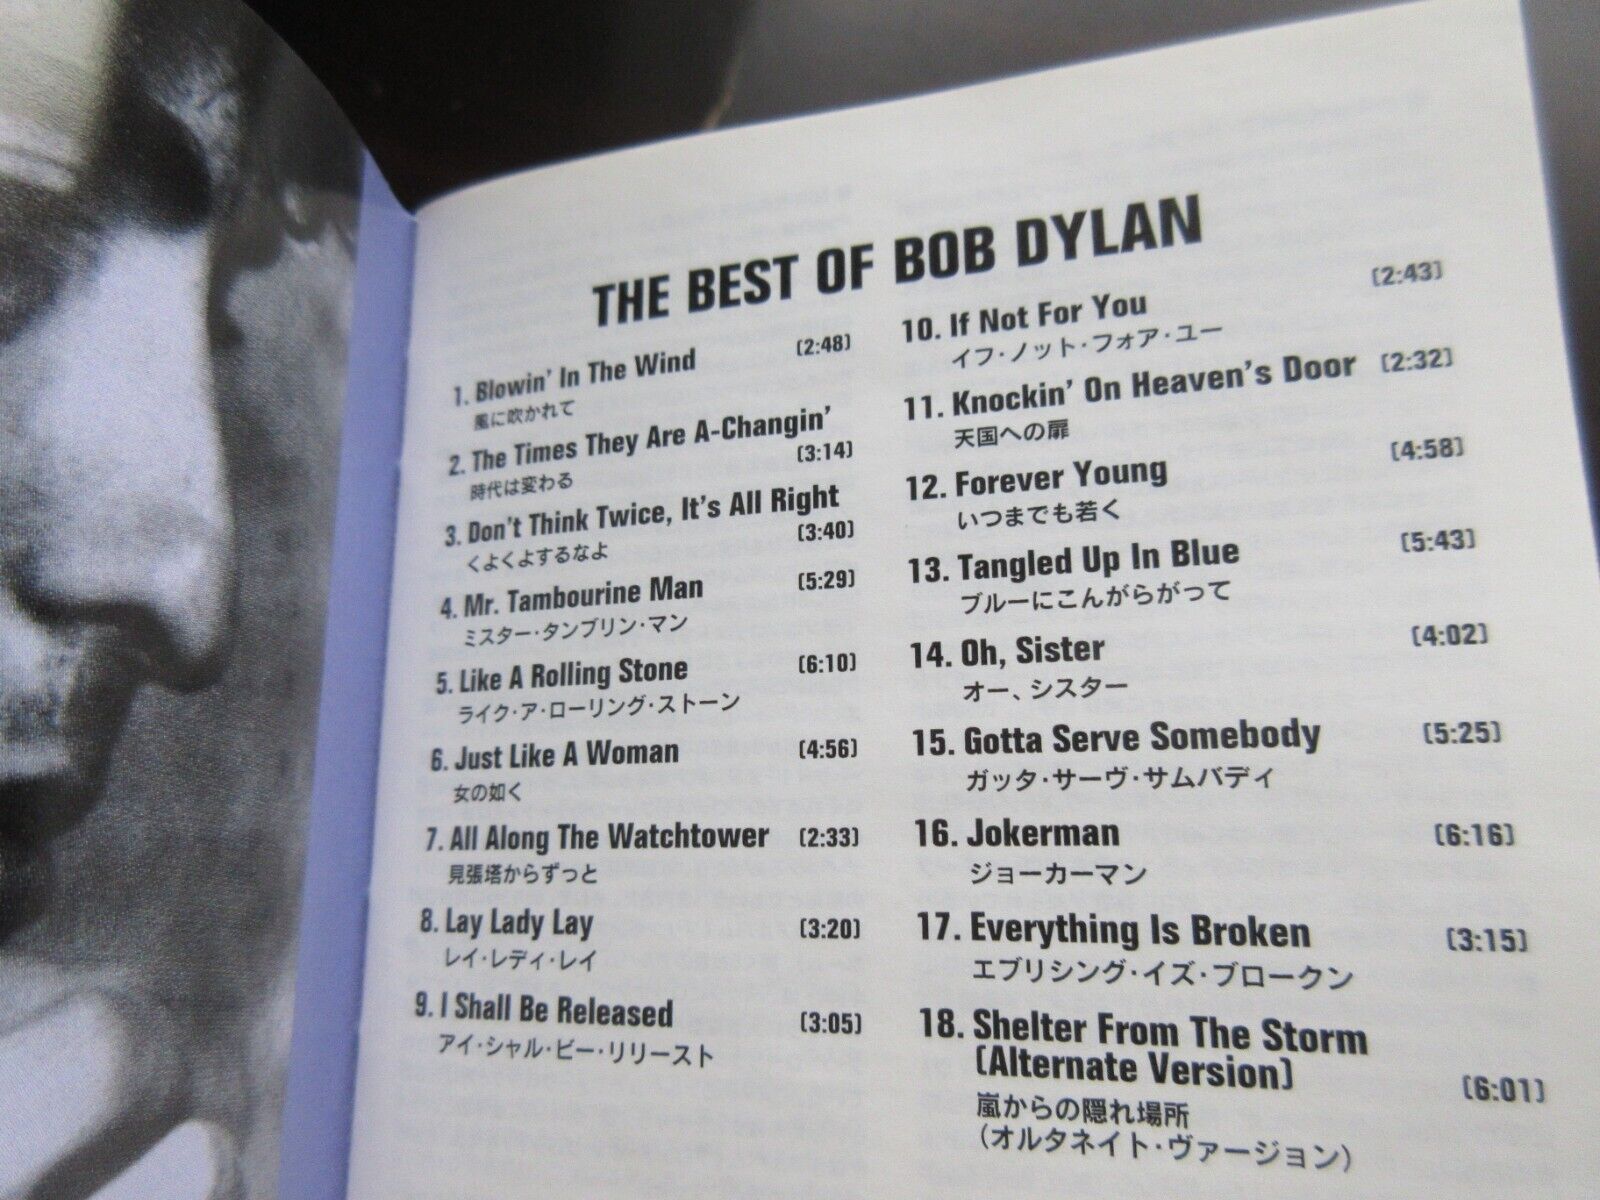 THE BEST OF BOB DYLAN
1. Blowin' In The Wind [2:48]
風に吹かれて
2. The Times They Are A-Changin'
[3:14]
時代は変わる
3. Don't Think Twice, It's All Right
[3:40]
くよくよするなよ
4. Mr. Tambourine Man [5:29]
ミスター・タンブリン・マン
5. Like A Rolling Stone [6:10]
ライク・ア・ローリング・ストーン
6. Just Like A Woman [4:56]
女の如く
7. All Along The Watchtower [2:33]
見張塔からずっと
8. Lay Lady Lay [3:20]
レイ・レディ・レイ
9. I Shall Be Released [3:05]
アイ・シャル・ビー・リリースト
10. If Not For You [2:43]
イフ・ノット・フォア・ユー
11. Knockin' On Heaven's Door [2:32]
天国への扉
12. Forever Young [4:58]
いつまでも若く
13. Tangled Up In Blue [5:43]
ブルーにこんがらがって
14. Oh, Sister [4:02]
オー、シスター
15. Gotta Serve Somebody [5:25]
ガッタ・サーヴ・サムバディ
16. Jokerman [6:16]
ジョーカーマン
17. Everything Is Broken [3:15]
エブリシング・イズ・ブロークン
18. Shelter From The Storm
[Alternate Version] [6:01]
嵐からの隠れ場所
（オルタネイト・ヴァージョン）